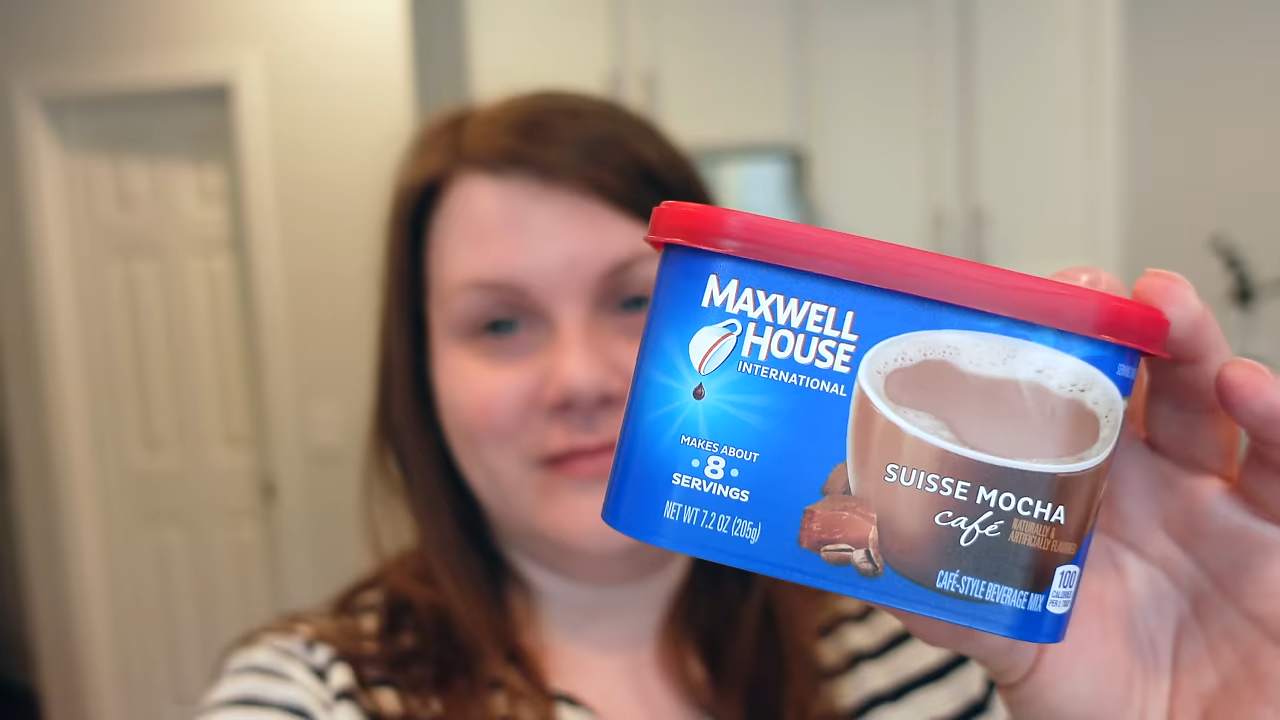 MAXWELL
HOUSE
INTERNATIONAL
MAKES ABOUT
• 8 •
SERVINGS
NET WT 7.2 OZ (205g)
SUISSE MOCHA
café
NATURALLY &
ARTIFICIALLY FLAVORED
CAFÉ-STYLE BEVERAGE MIX
100
CALORIES